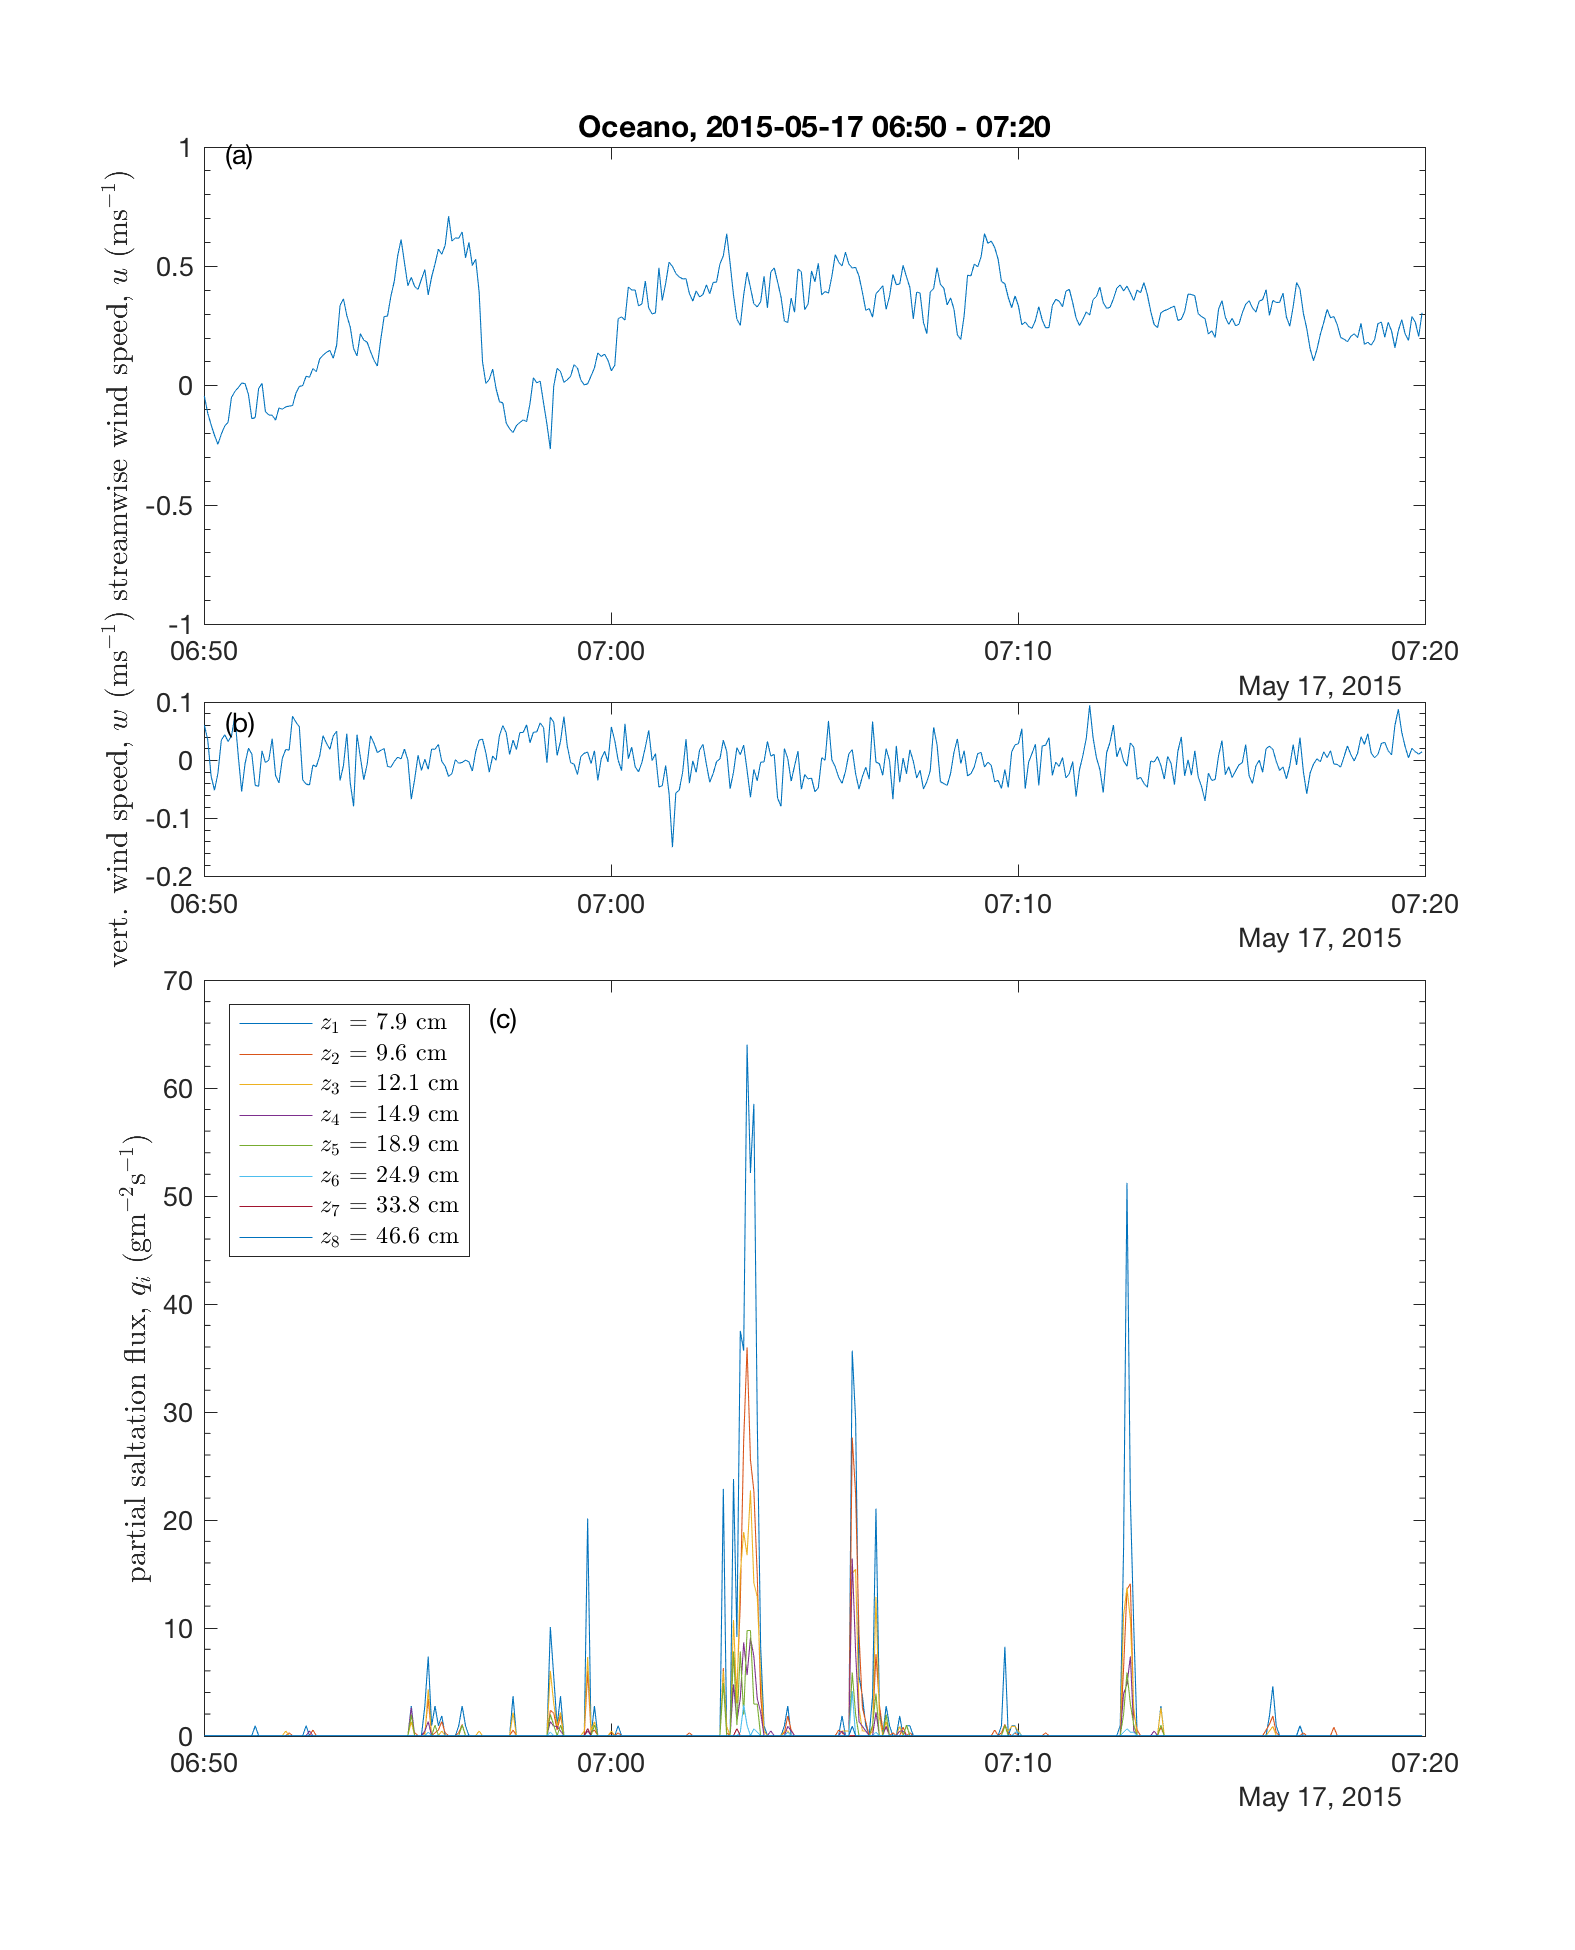 Oceano, 2015-05-17 06:50 - 07:20
(a)
streamwise wind speed, u (ms⁻¹)
1
0.5
0
-0.5
-1
06:50 07:00 07:10 07:20
May 17, 2015
(b)
vert. wind speed, w (ms⁻¹)
0.1
0
-0.1
-0.2
06:50 07:00 07:10 07:20
May 17, 2015
(c)
partial saltation flux, qᵢ (gm⁻²s⁻¹)
70
60
50
40
30
20
10
0
z₁ = 7.9 cm
z₂ = 9.6 cm
z₃ = 12.1 cm
z₄ = 14.9 cm
z₅ = 18.9 cm
z₆ = 24.9 cm
z₇ = 33.8 cm
z₈ = 46.6 cm
06:50 07:00 07:10 07:20
May 17, 2015